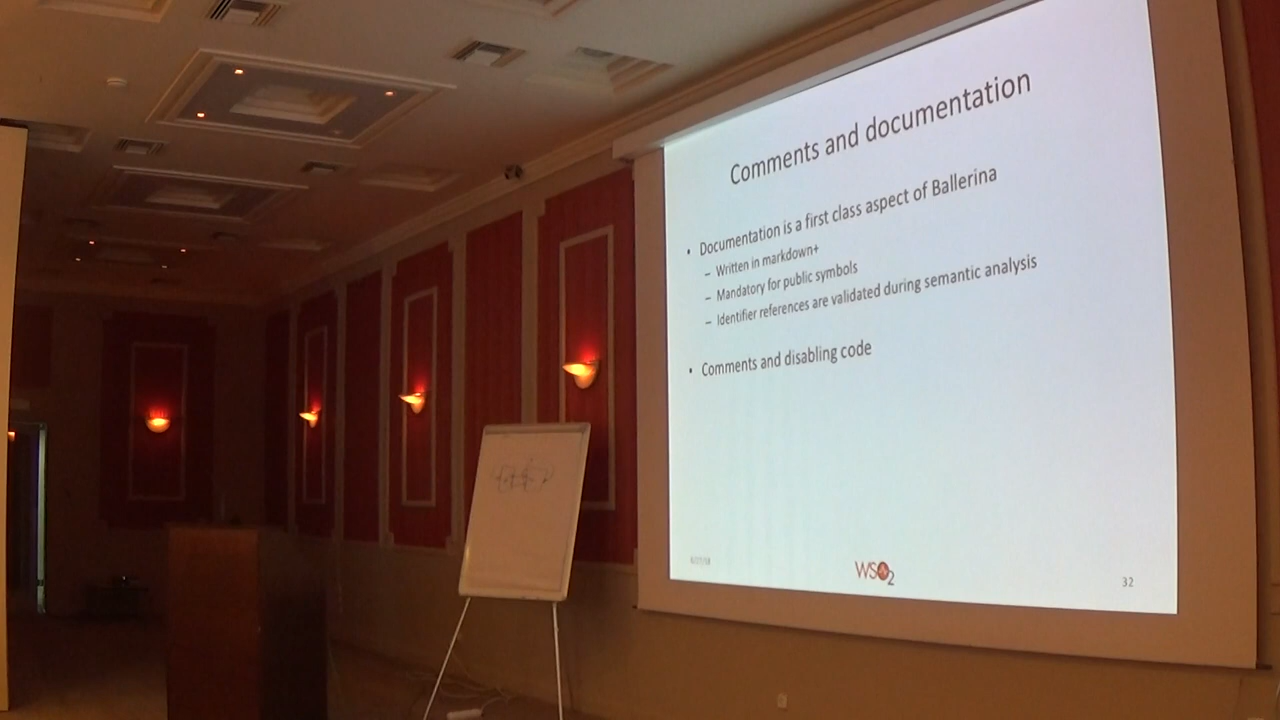 Comments and documentation
• Documentation is a first class aspect of Ballerina
– Written in markdown+
– Mandatory for public symbols
– Identifier references are validated during semantic analysis
• Comments and disabling code
WSO2
32